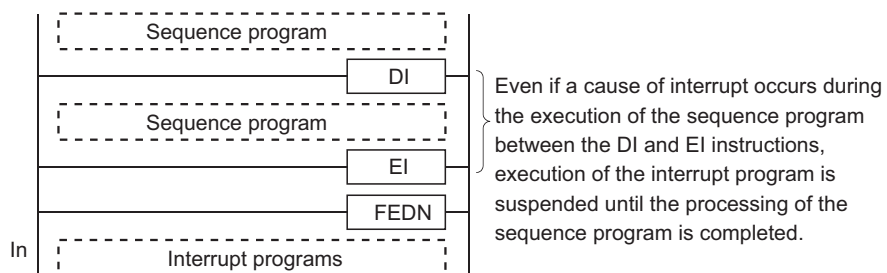 Sequence program
DI
Sequence program
EI
FEDN
In
Interrupt programs
Even if a cause of interrupt occurs during
the execution of the sequence program
between the DI and EI instructions,
execution of the interrupt program is
suspended until the processing of the
sequence program is completed.